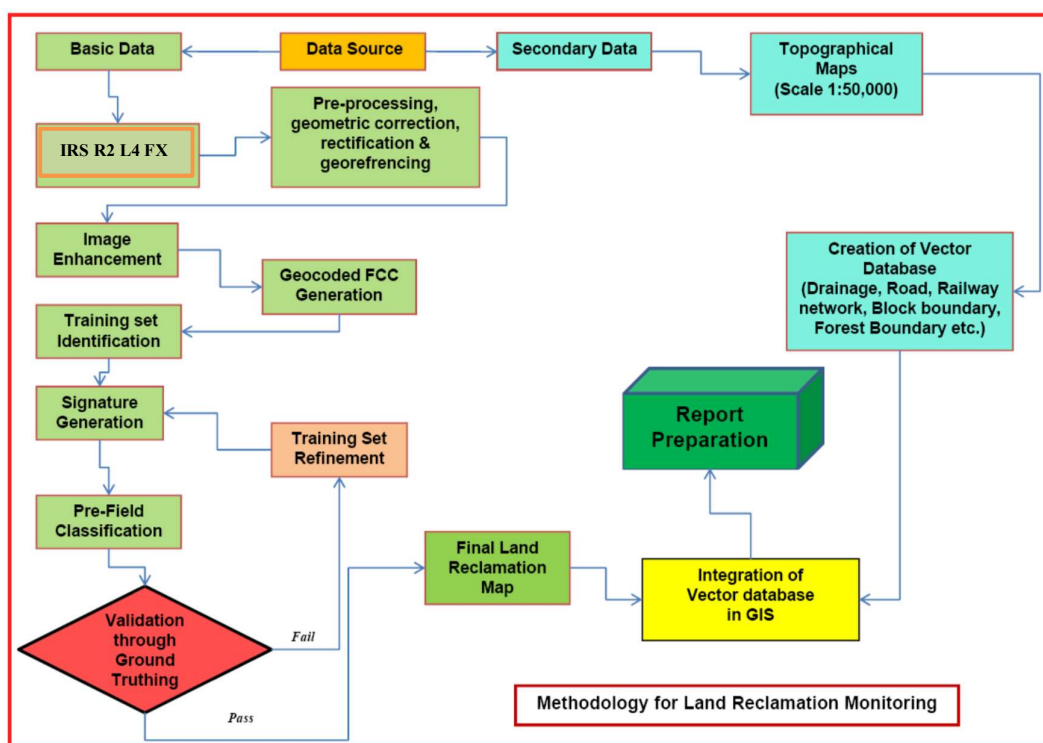 Basic Data
Data Source
Secondary Data
Topographical
Maps
(Scale 1:50,000)
IRS R2 L4 FX
Pre-processing,
geometric correction,
rectification &
georefrencing
Image
Enhancement
Geocoded FCC
Generation
Creation of Vector
Database
(Drainage, Road, Railway
network, Block boundary,
Forest Boundary etc.)
Training set
Identification
Signature
Generation
Training Set
Refinement
Report
Preparation
Pre-Field
Classification
Final Land
Reclamation
Map
Integration of
Vector database
in GIS
Validation
through
Ground
Truthing
Fail
Pass
Methodology for Land Reclamation Monitoring